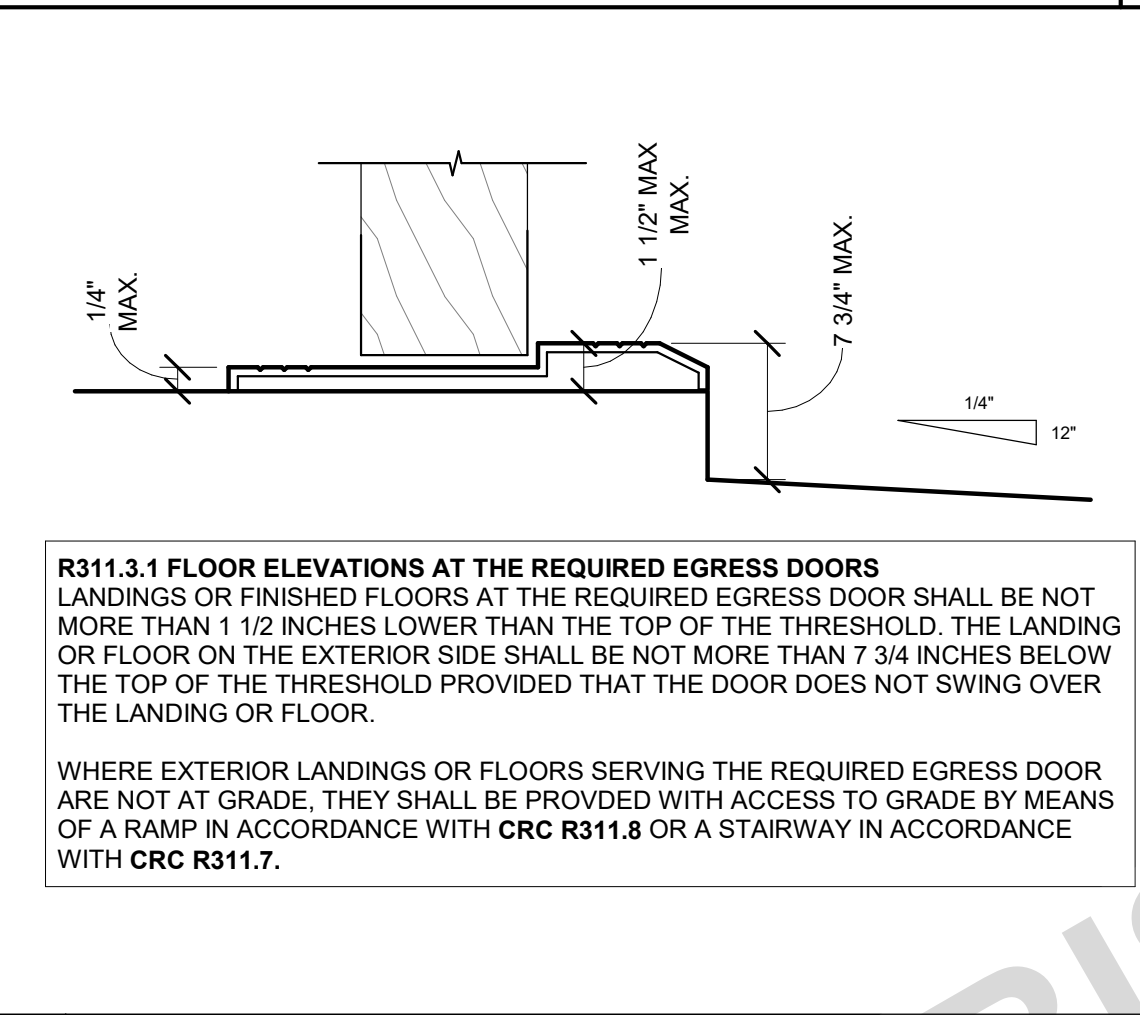 1/4"
MAX.
1 1/2" MAX
MAX.
7 3/4" MAX.
1/4"
12"
R311.3.1 FLOOR ELEVATIONS AT THE REQUIRED EGRESS DOORS
LANDINGS OR FINISHED FLOORS AT THE REQUIRED EGRESS DOOR SHALL BE NOT
MORE THAN 1 1/2 INCHES LOWER THAN THE TOP OF THE THRESHOLD. THE LANDING
OR FLOOR ON THE EXTERIOR SIDE SHALL BE NOT MORE THAN 7 3/4 INCHES BELOW
THE TOP OF THE THRESHOLD PROVIDED THAT THE DOOR DOES NOT SWING OVER
THE LANDING OR FLOOR.
WHERE EXTERIOR LANDINGS OR FLOORS SERVING THE REQUIRED EGRESS DOOR
ARE NOT AT GRADE, THEY SHALL BE PROVDED WITH ACCESS TO GRADE BY MEANS
OF A RAMP IN ACCORDANCE WITH CRC R311.8 OR A STAIRWAY IN ACCORDANCE
WITH CRC R311.7.